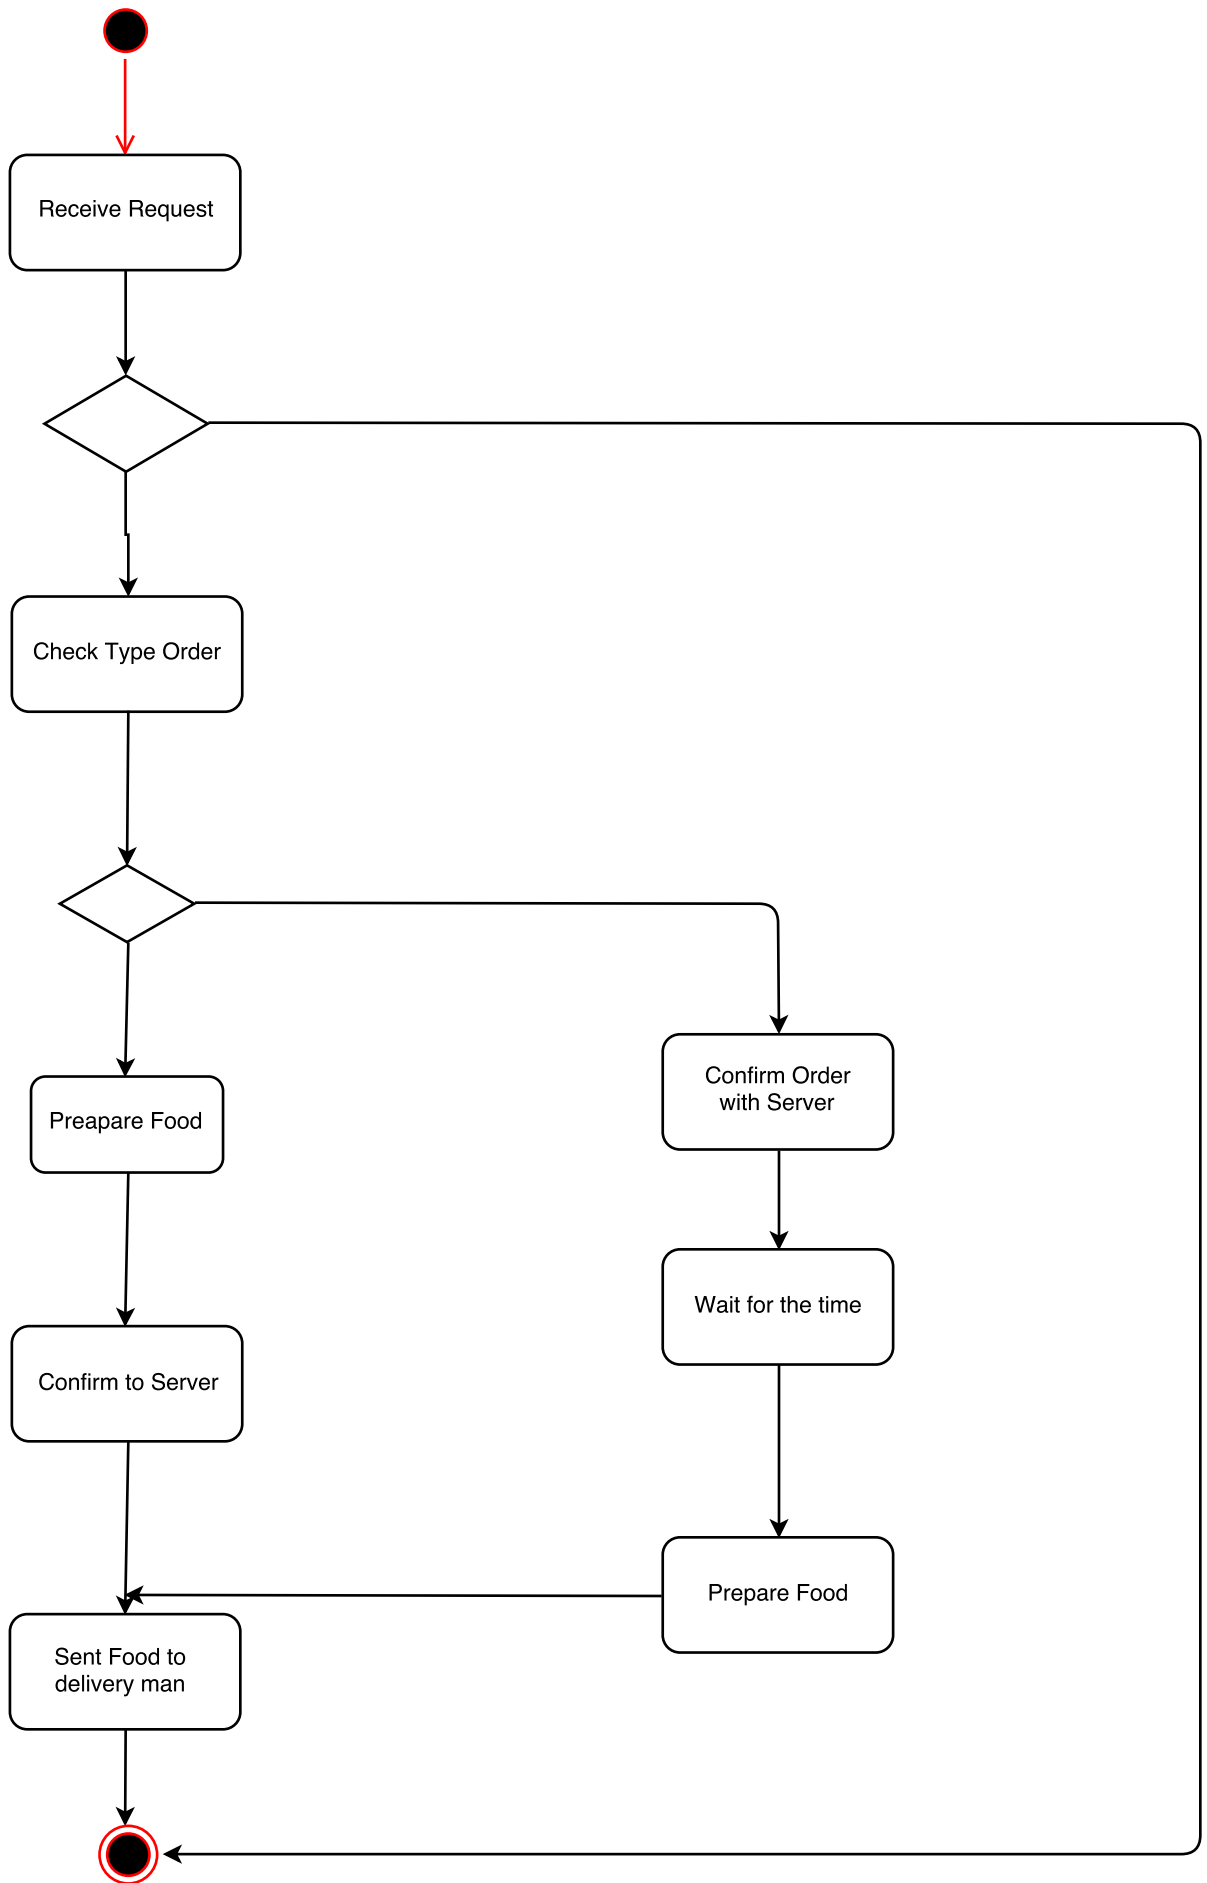 Receive Request
Check Type Order
Preapare Food
Confirm Order
with Server
Wait for the time
Confirm to Server
Prepare Food
Sent Food to
delivery man